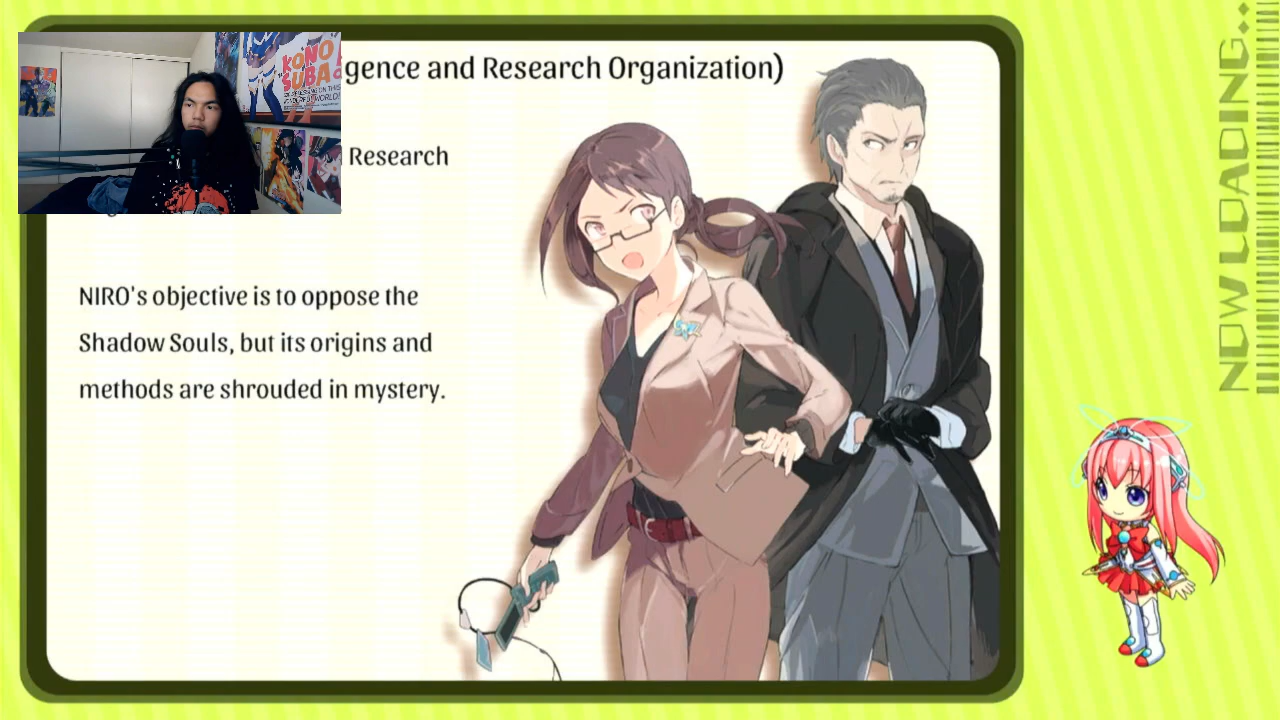 gence and Research Organization)
Research
NIRO's objective is to oppose the
Shadow Souls, but its origins and
methods are shrouded in mystery.
NOW LOADING..
KONO
SUBA